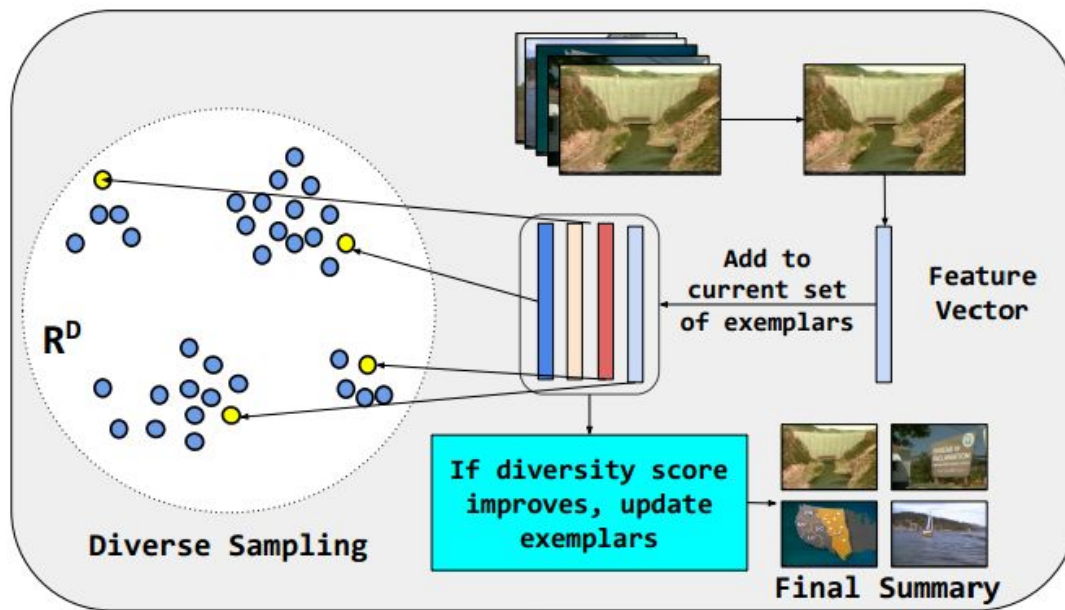 Add to
current set
of exemplars
Feature
Vector
R^D
If diversity score
improves, update
exemplars
Diverse Sampling
Final Summary